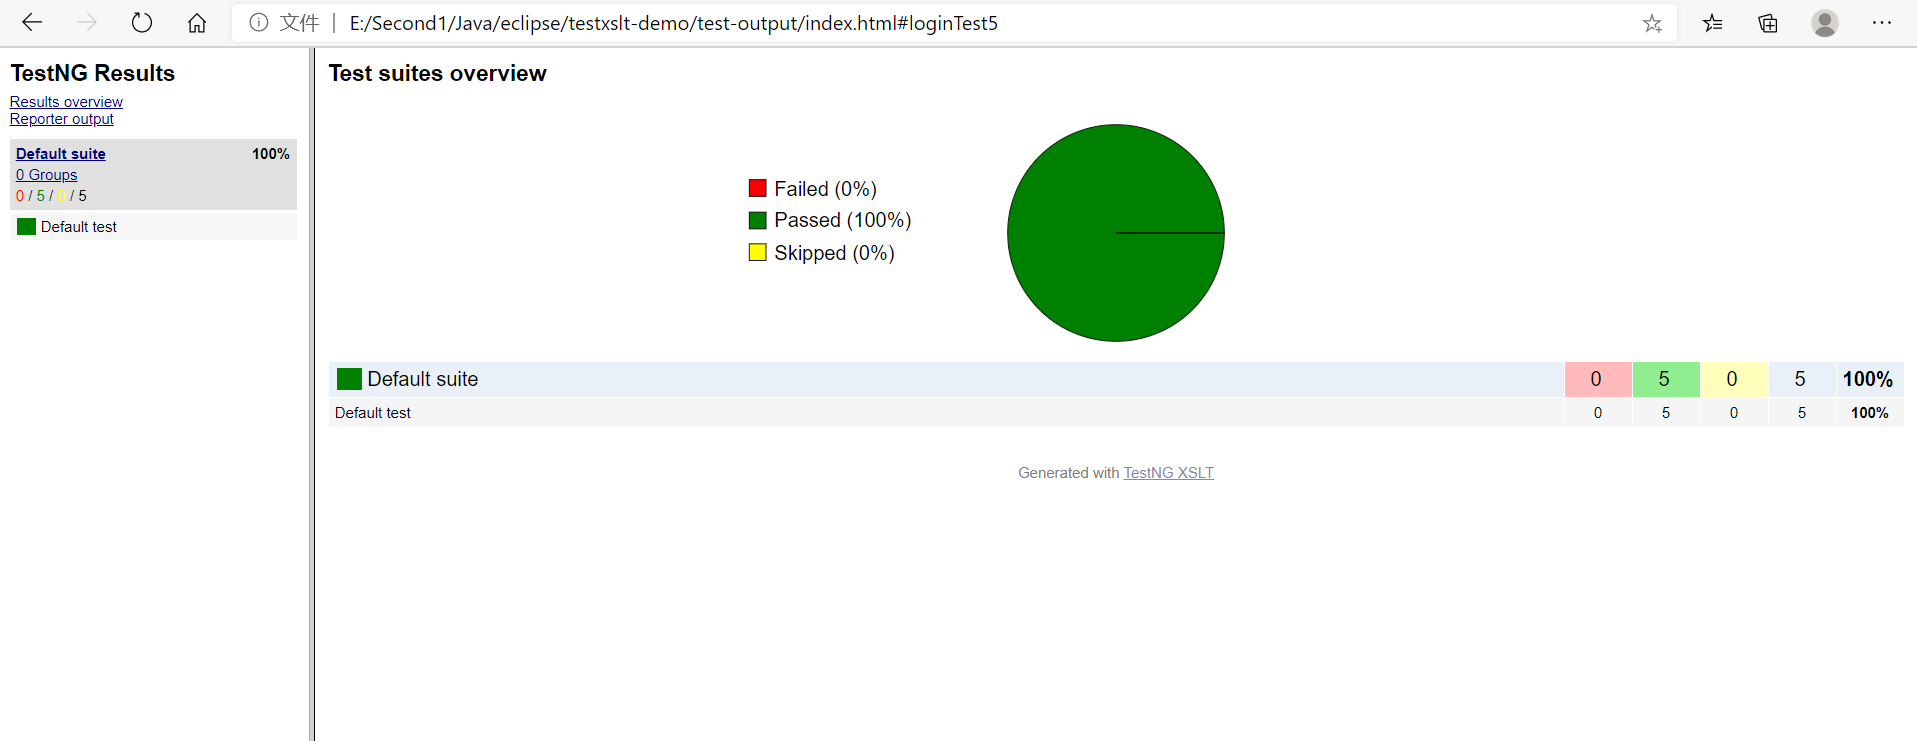 文件 | E:/Second1/Java/eclipse/testxslt-demo/test-output/index.html#loginTest5
TestNG Results
Results overview
Reporter output
Default suite 100%
0 Groups
0 / 5 / 0 / 5
Default test
Test suites overview
Failed (0%)
Passed (100%)
Skipped (0%)
Default suite 0 5 0 5 100%
Default test 0 5 0 5 100%
Generated with TestNG XSLT